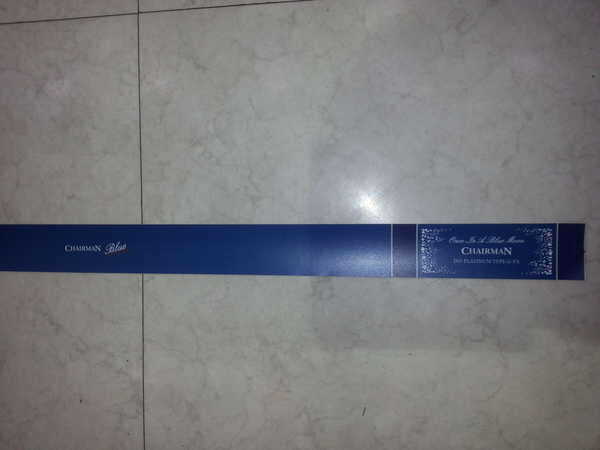 CHAIRMAN Blue
Once In A Blue Moon
CHAIRMAN